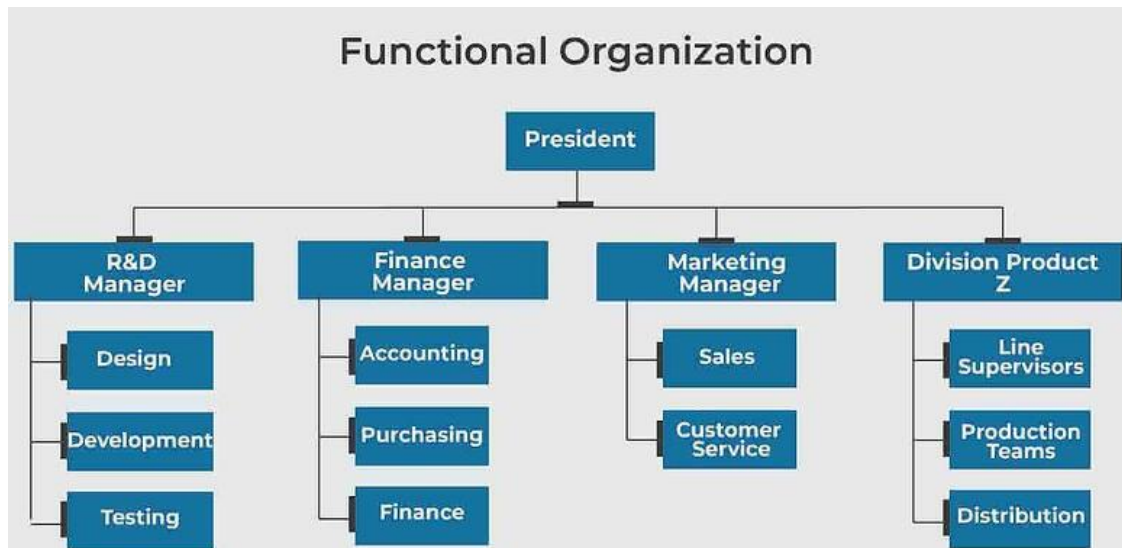 Functional Organization
President
R&D
Manager
Finance
Manager
Marketing
Manager
Division Product
Z
Design
Development
Testing
Accounting
Purchasing
Finance
Sales
Customer
Service
Line
Supervisors
Production
Teams
Distribution